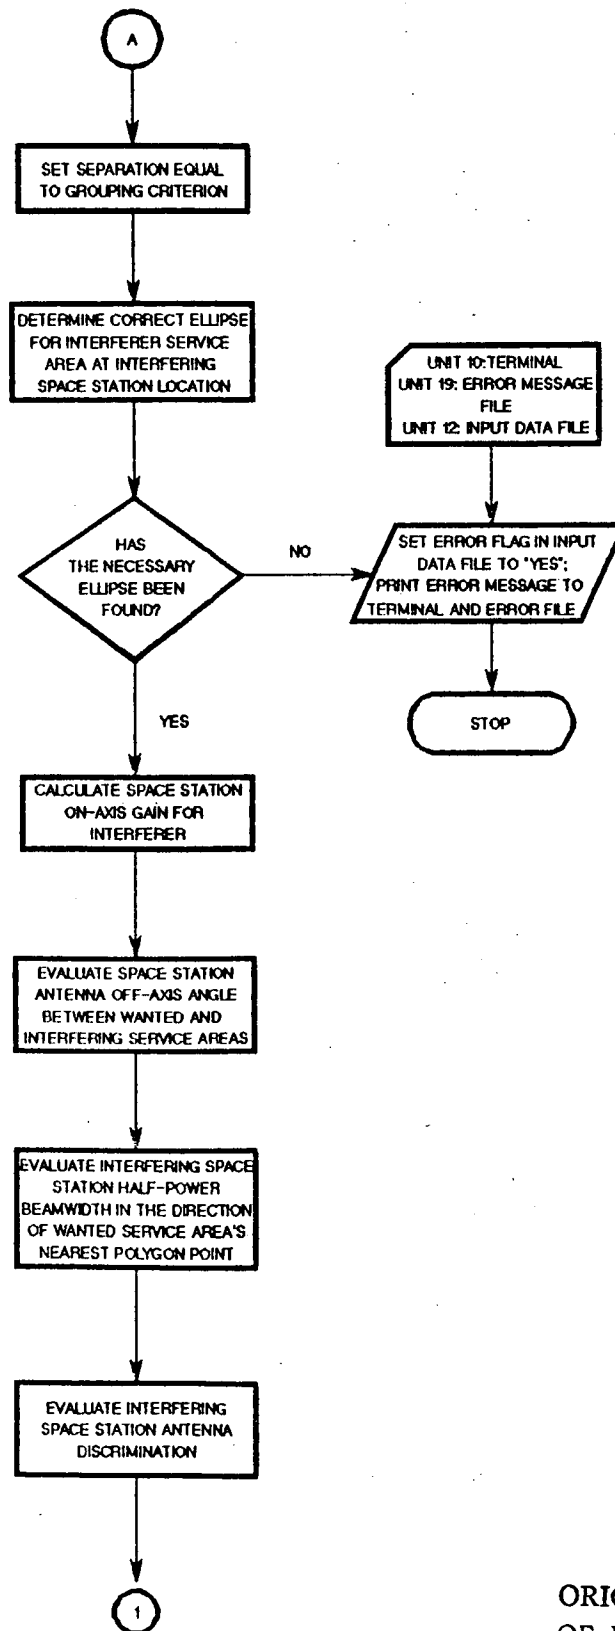 A
SET SEPARATION EQUAL
TO GROUPING CRITERION
DETERMINE CORRECT ELLIPSE
FOR INTERFERER SERVICE
AREA AT INTERFERING
SPACE STATION LOCATION
UNIT 10:TERMINAL
UNIT 19: ERROR MESSAGE
FILE
UNIT 12: INPUT DATA FILE
HAS
THE NECESSARY
ELLIPSE BEEN
FOUND?
NO
SET ERROR FLAG IN INPUT
DATA FILE TO "YES";
PRINT ERROR MESSAGE TO
TERMINAL AND ERROR FILE
YES
STOP
CALCULATE SPACE STATION
ON-AXIS GAIN FOR
INTERFERER
EVALUATE SPACE STATION
ANTENNA OFF-AXIS ANGLE
BETWEEN WANTED AND
INTERFERING SERVICE AREAS
EVALUATE INTERFERING SPACE
STATION HALF-POWER
BEAMWIDTH IN THE DIRECTION
OF WANTED SERVICE AREA'S
NEAREST POLYGON POINT
EVALUATE INTERFERING
SPACE STATION ANTENNA
DISCRIMINATION
1